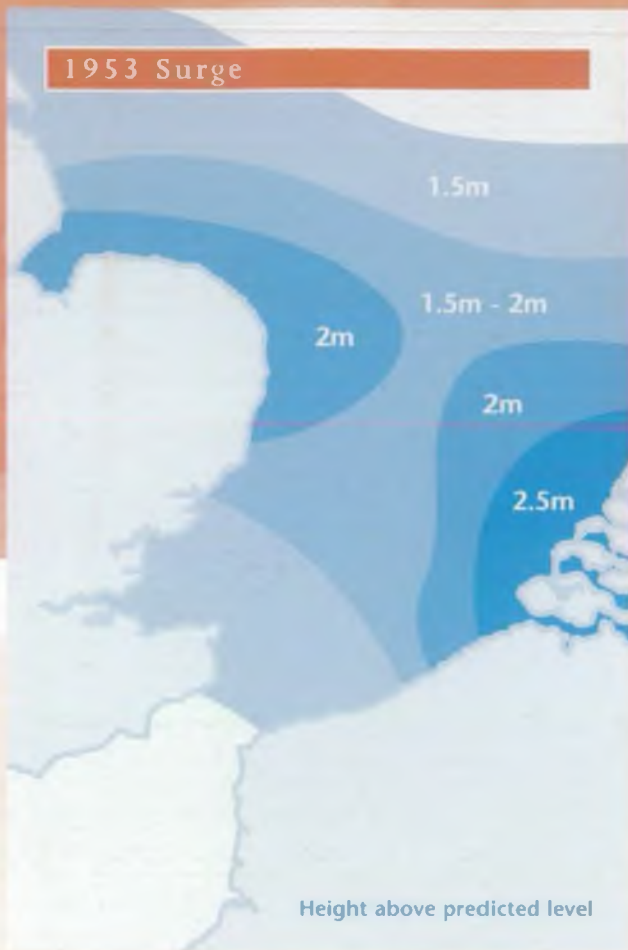 1953 Surge
1.5m
1.5m - 2m
2m
2m
2.5m
Height above predicted level